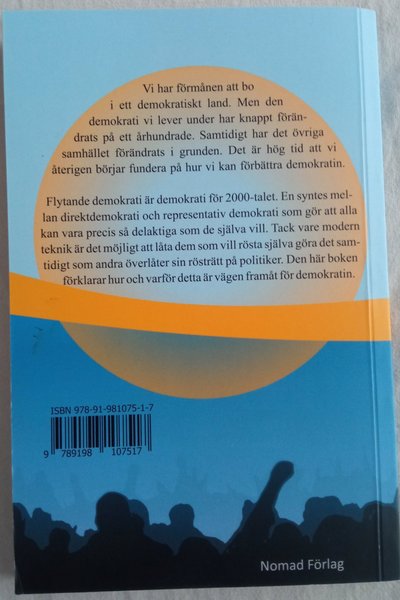 Vi har förmånen att bo
i ett demokratiskt land. Men den
demokrati vi lever under har knappt förän-
drats på ett århundrade. Samtidigt har det övriga
samhället förändrats i grunden. Det är hög tid att vi
återigen börjar fundera på hur vi kan förbättra demokratin.
Flytande demokrati är demokrati för 2000-talet. En syntes mel-
lan direktdemokrati och representativ demokrati som gör att alla
kan vara precis så delaktiga som de själva vill. Tack vare modern
teknik är det möjligt att låta dem som vill rösta själva göra det sam-
tidigt som andra överlåter sin rösträtt på politiker. Den här boken
förklarar hur och varför detta är vägen framåt för demokratin.
ISBN 978-91-981075-1-7
9 789198 107517
Nomad Förlag